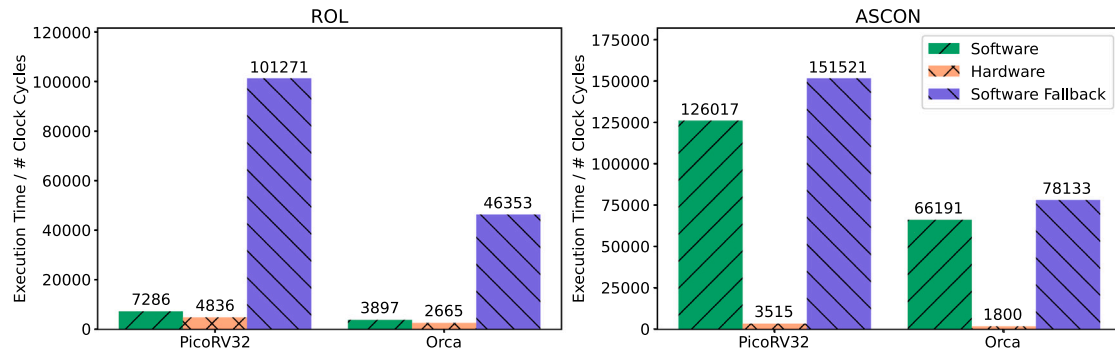 ROL
Execution Time / # Clock Cycles
120000
100000
80000
60000
40000
20000
0
7286
4836
101271
3897
2665
46353
PicoRV32
Orca
ASCON
Execution Time / # Clock Cycles
175000
150000
125000
100000
75000
50000
25000
0
126017
3515
151521
66191
1800
78133
PicoRV32
Orca
Software
Hardware
Software Fallback